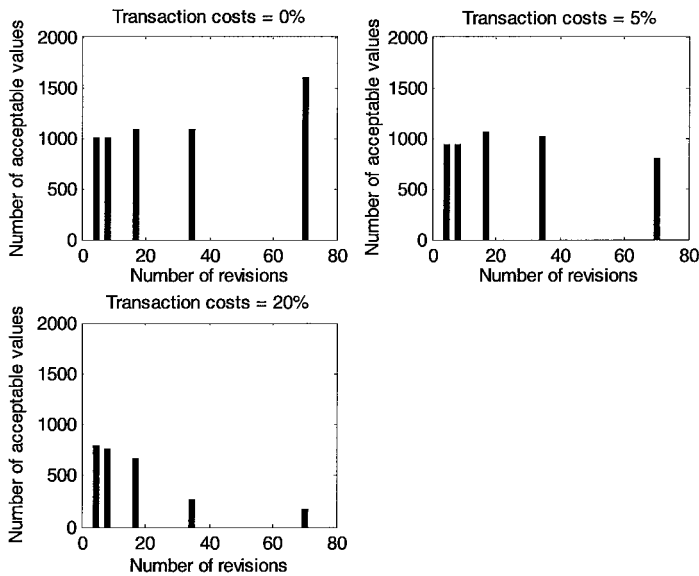 Transaction costs = 0%
Number of acceptable values
2000
1500
1000
500
0
0 20 40 60 80
Number of revisions
Transaction costs = 5%
Number of acceptable values
2000
1500
1000
500
0
0 20 40 60 80
Number of revisions
Transaction costs = 20%
Number of acceptable values
2000
1000
500
0
0 20 40 60 80
Number of revisions